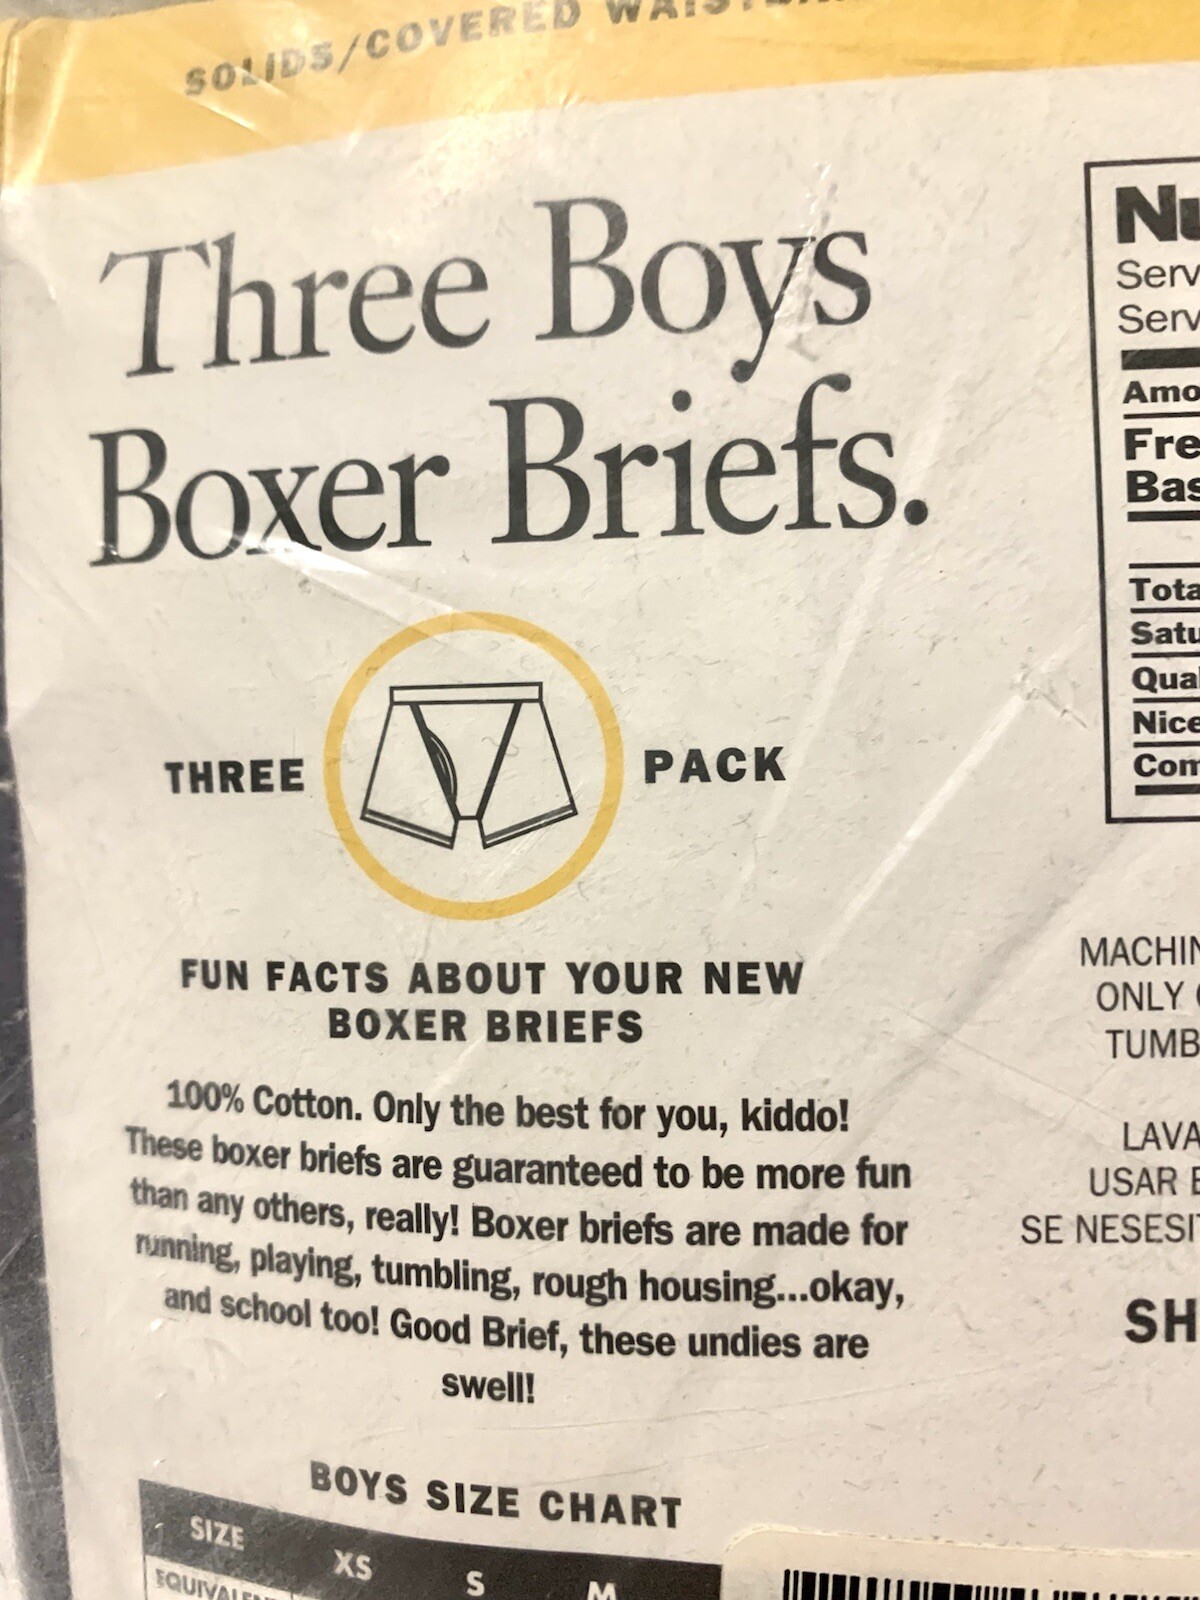 SOLIDS/COVERED
Three Boys
Boxer Briefs.
THREE PACK
FUN FACTS ABOUT YOUR NEW
BOXER BRIEFS
100% Cotton. Only the best for you, kiddo!
These boxer briefs are guaranteed to be more fun
than any others, really! Boxer briefs are made for
running, playing, tumbling, rough housing...okay,
and school too! Good Brief, these undies are
swell!
BOYS SIZE CHART
SIZE XS S M
Nu
Serv
Serv
Amo
Fre
Bas
Tota
Satu
Qual
Nice
Com
MACHIN
ONLY
TUMB
LAVA
USAR E
SE NESESIT
SH